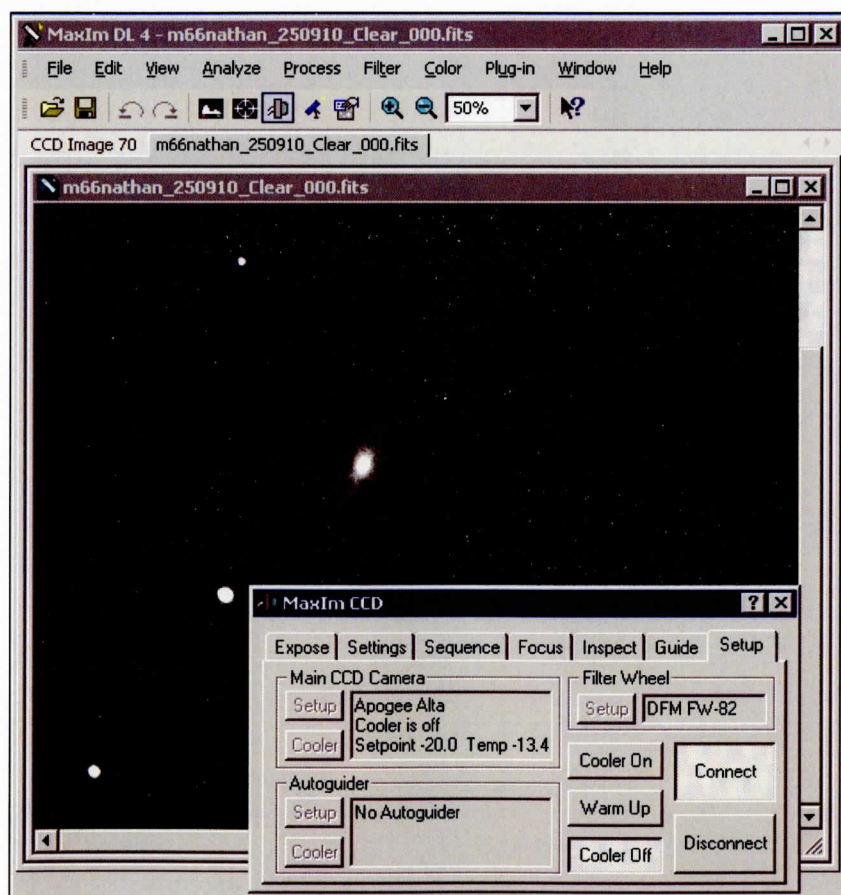 MaxIm DL 4 - m66nathan_250910_Clear_000.fits
File Edit View Analyze Process Filter Color Plug-in Window Help
50%
CCD Image 70 m66nathan_250910_Clear_000.fits
m66nathan_250910_Clear_000.fits
MaxIm CCD
Expose Settings Sequence Focus Inspect Guide Setup
Main CCD Camera
Setup
Apogee Alta
Cooler is off
Cooler
Setpoint -20.0 Temp -13.4
Autoguider
Setup
No Autoguider
Cooler
Filter Wheel
Setup
DFM FW-82
Cooler On
Connect
Warm Up
Cooler Off
Disconnect